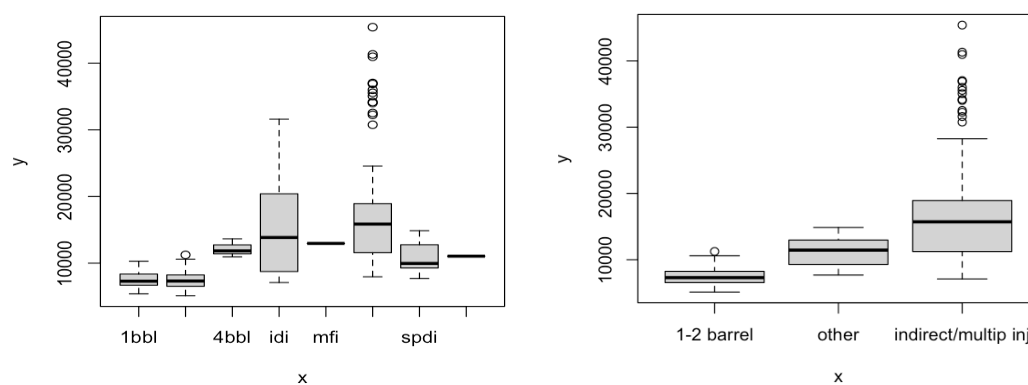 40000
30000
20000
10000
y
1bbl 4bbl idi mfi spdi
x
40000
30000
20000
10000
y
1-2 barrel other indirect/multip inj
x